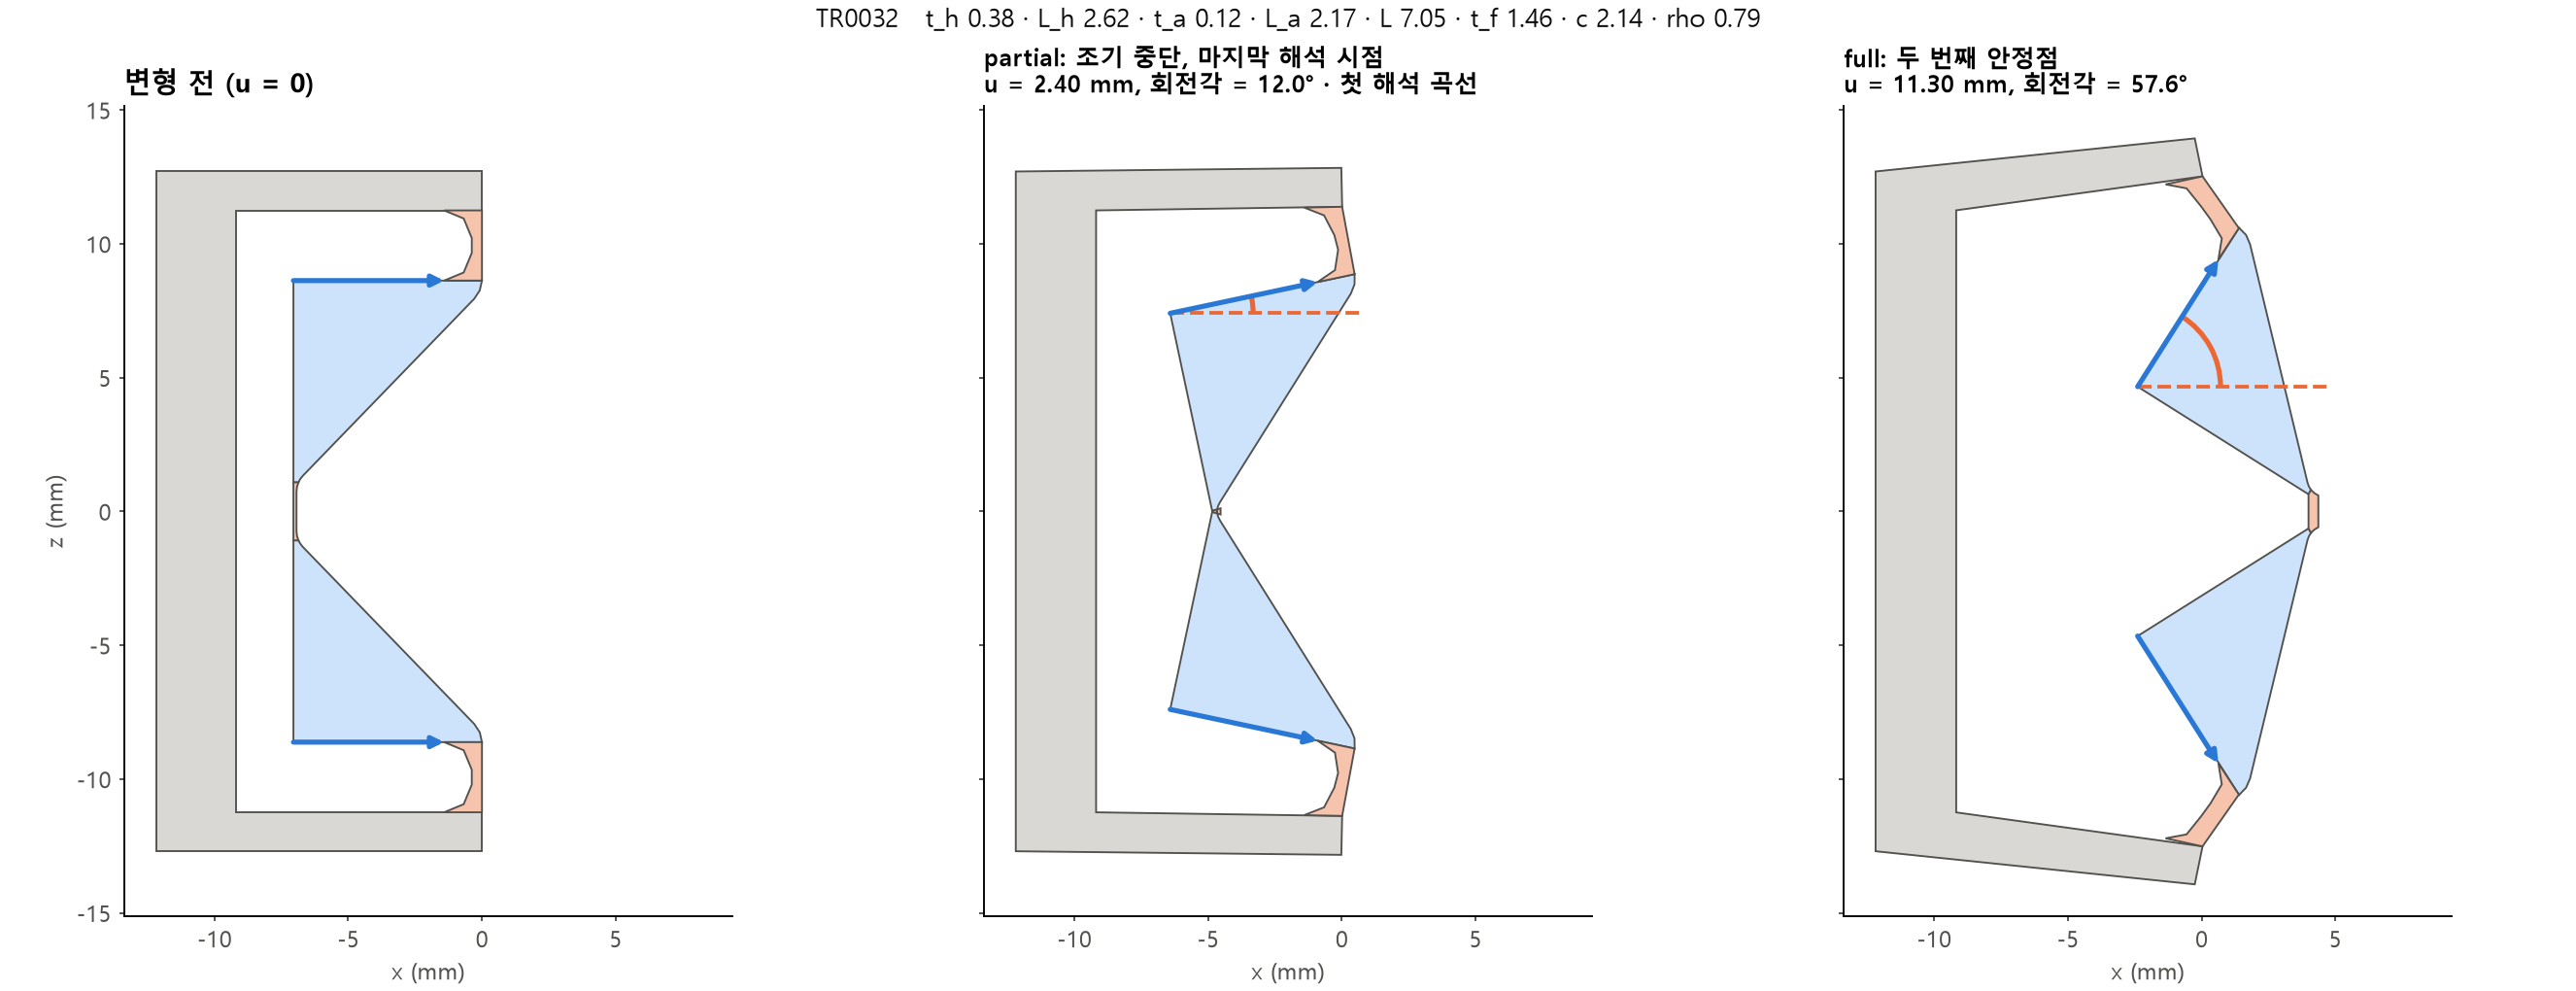 TR0032 t_h 0.38 · L_h 2.62 · t_a 0.12 · L_a 2.17 · L 7.05 · t_f 1.46 · c 2.14 · rho 0.79
변형 전 (u = 0)
partial: 조기 중단, 마지막 해석 시점
u = 2.40 mm, 회전각 = 12.0° · 첫 해석 곡선
full: 두 번째 안정점
u = 11.30 mm, 회전각 = 57.6°
15
10
5
0
-5
-10
-15
z (mm)
-10 -5 0 5
x (mm)
-10 -5 0 5
x (mm)
-10 -5 0 5
x (mm)